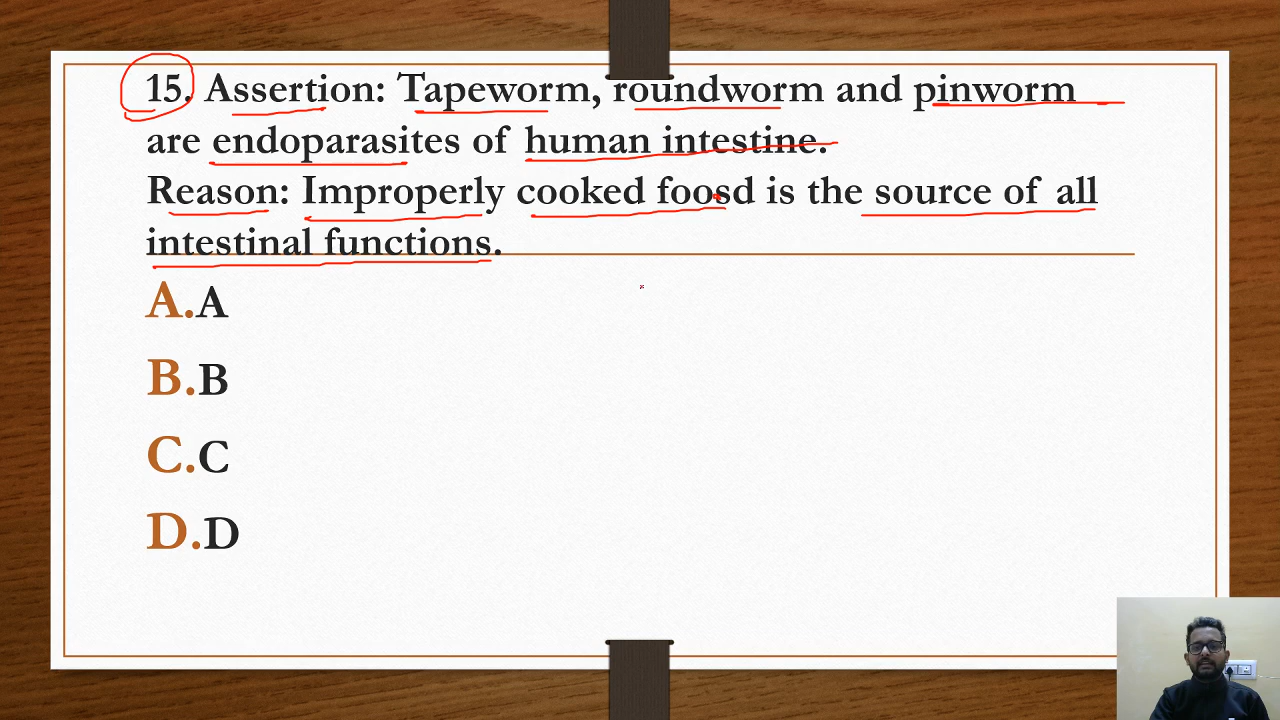 15. Assertion: Tapeworm, roundworm and pinworm
are endoparasites of human intestine.
Reason: Improperly cooked foosd is the source of all
intestinal functions.
A.A
B.B
C.C
D.D